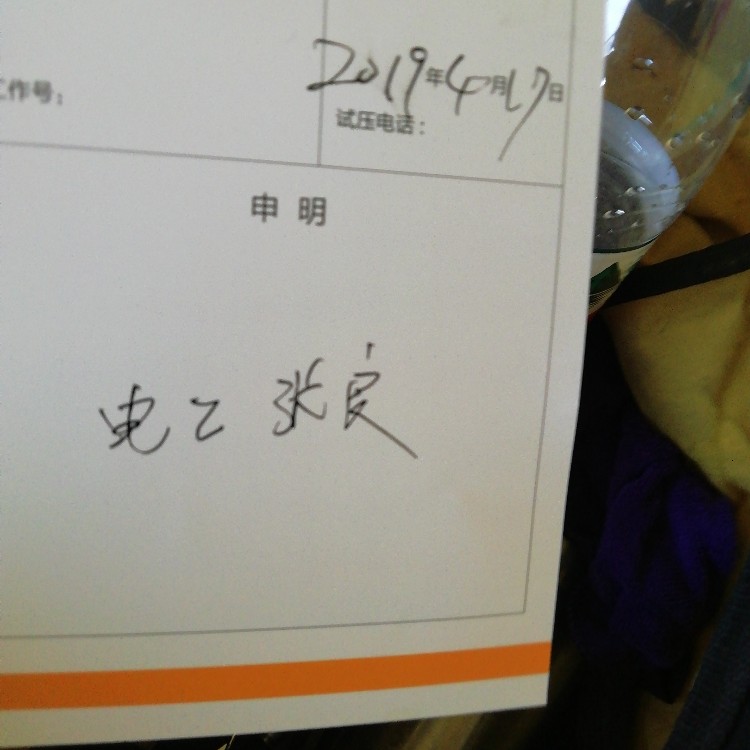 2019年4月17日
工作号:
试压电话:
申明
电工 张良